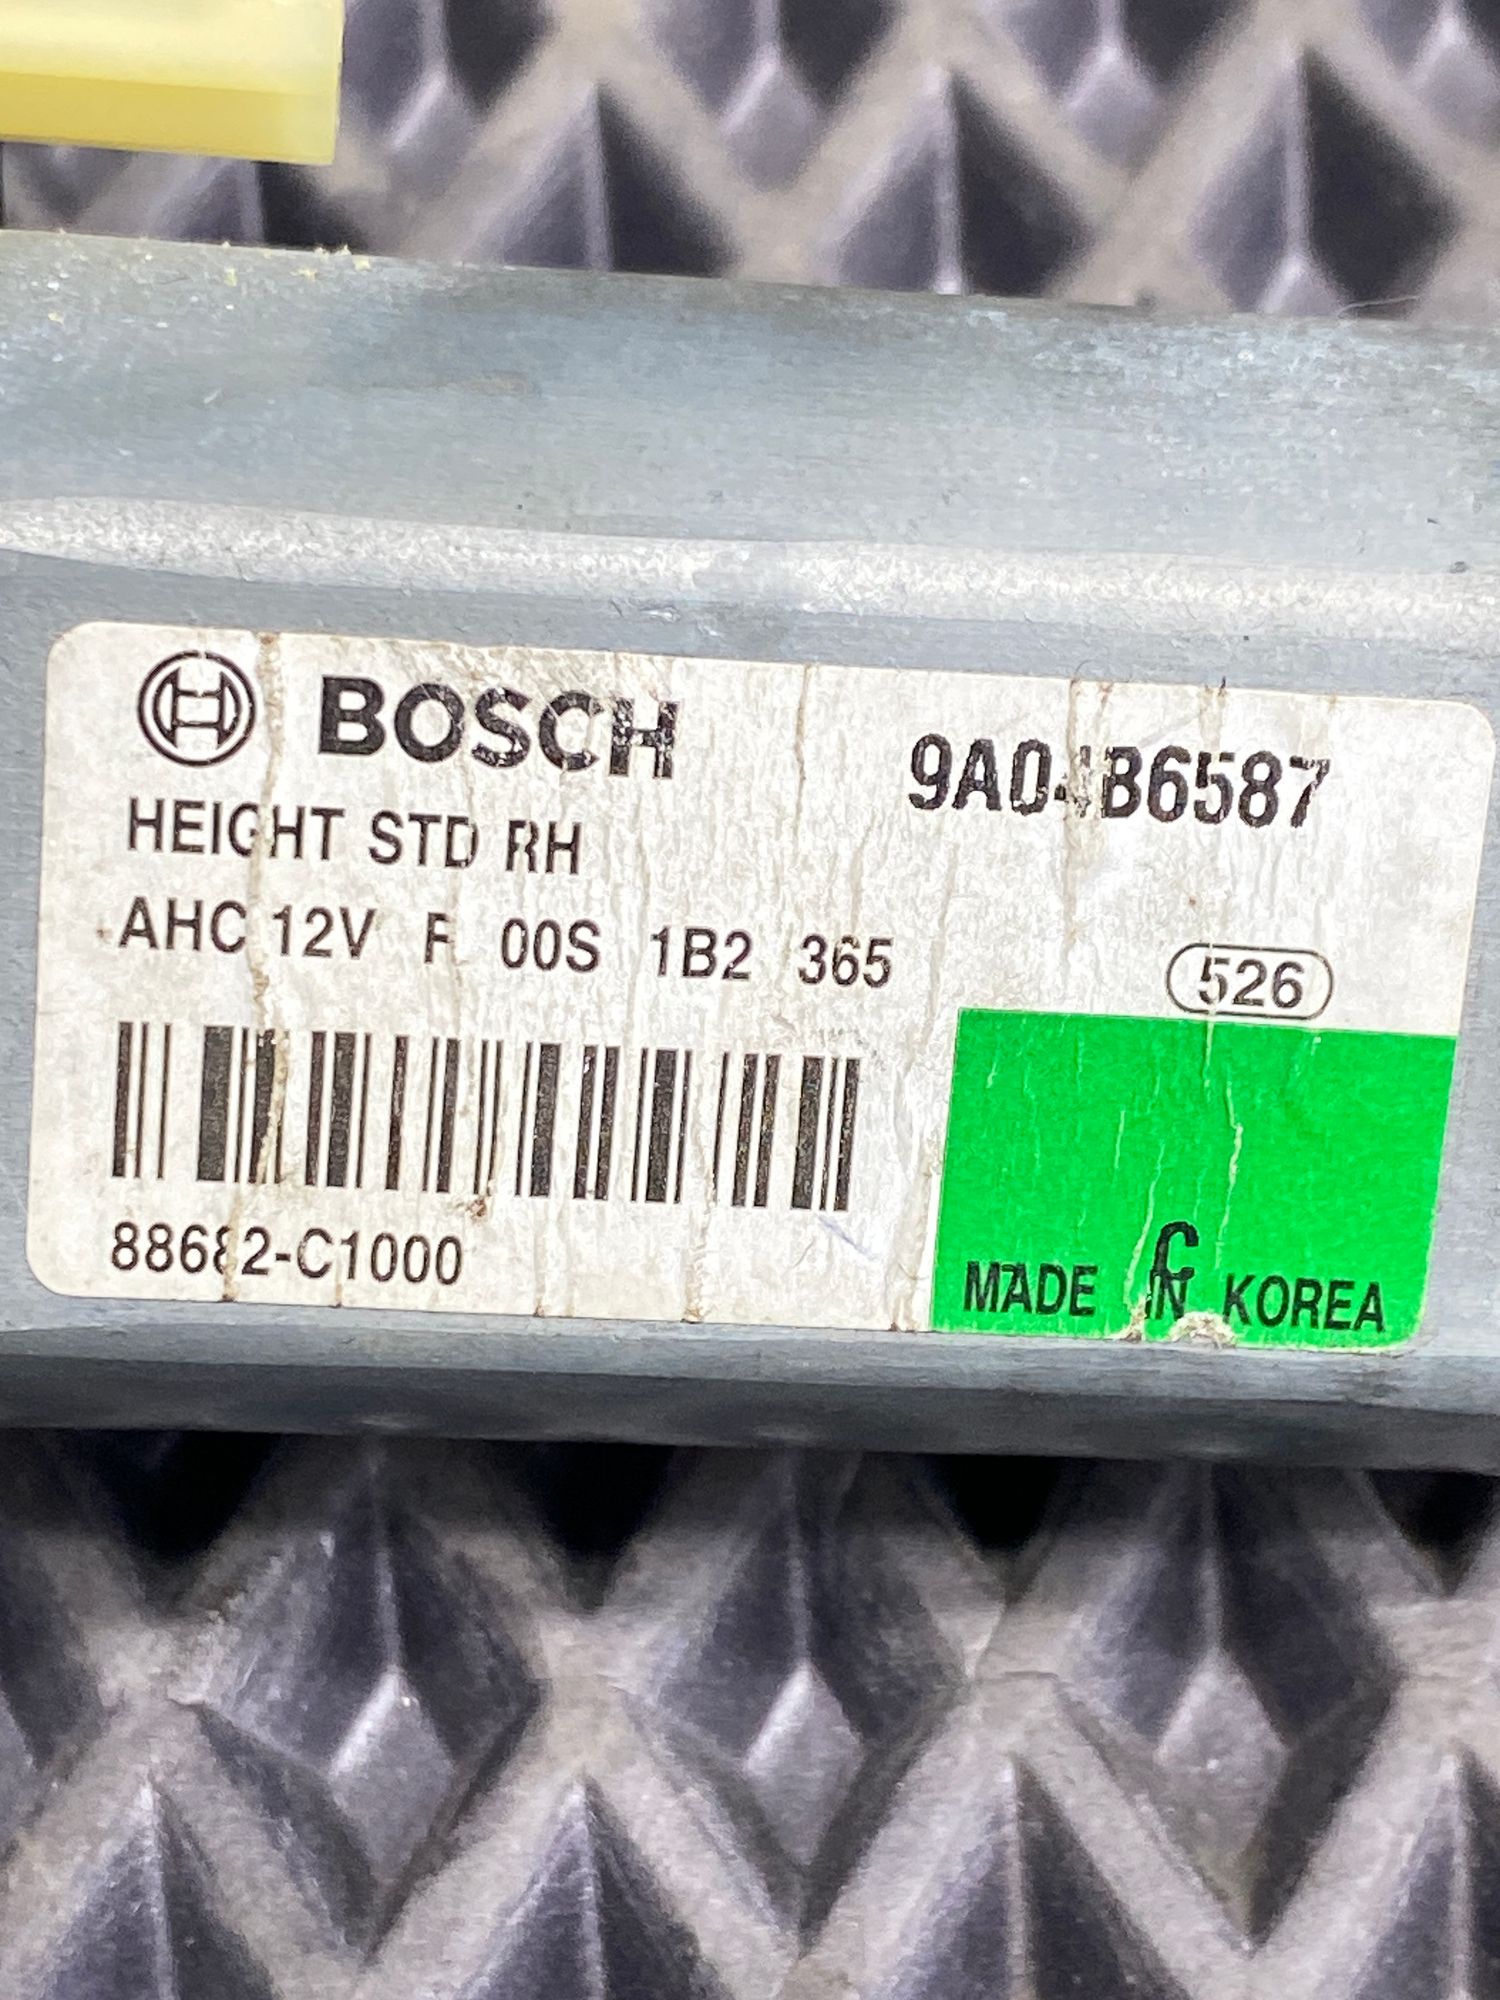 BOSCH
9A04B6587
HEIGHT STD RH
AHC 12V F 00S 1B2 365
526
88682-C1000
C
MADE IN KOREA